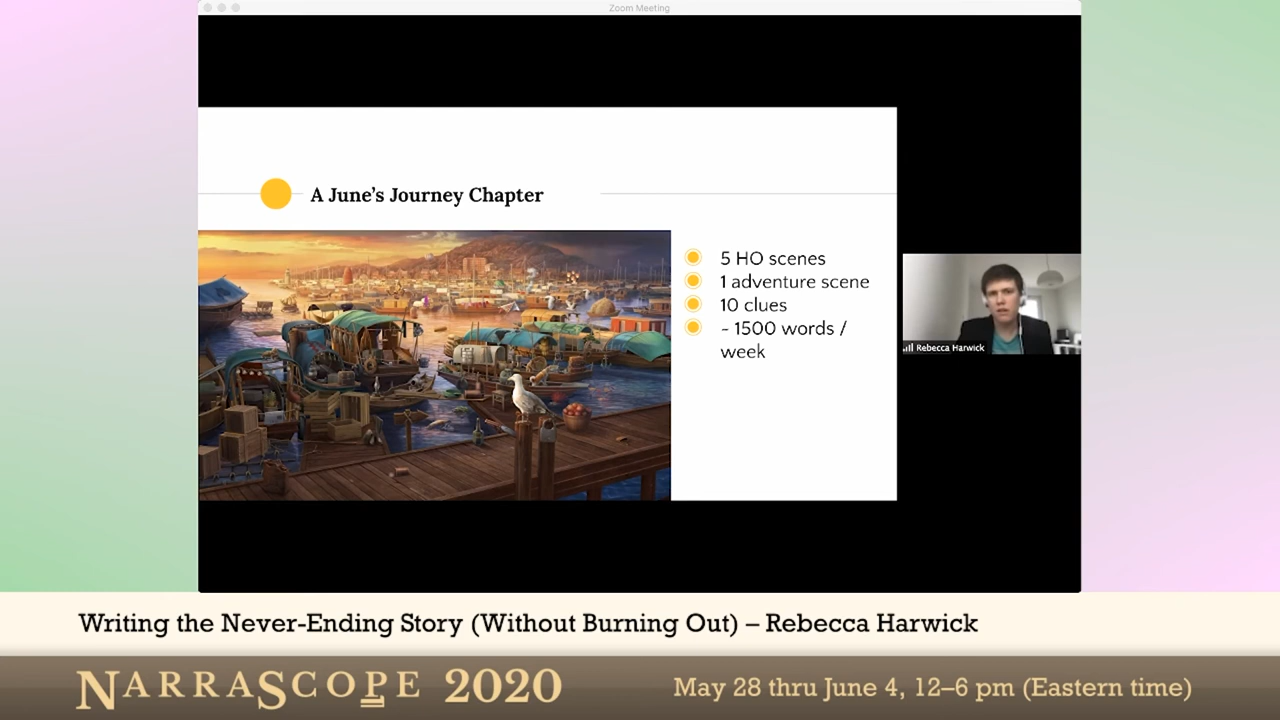 Zoom Meeting
A June's Journey Chapter
5 HO scenes
1 adventure scene
10 clues
~ 1500 words /
week
Rebecca Harwick
Writing the Never-Ending Story (Without Burning Out) – Rebecca Harwick
NARRASCOPE 2020
May 28 thru June 4, 12–6 pm (Eastern time)